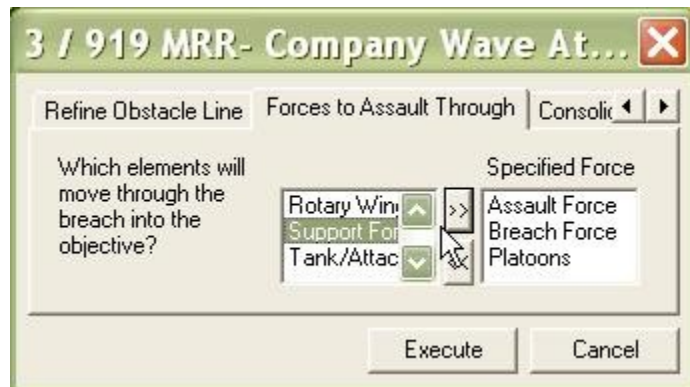 3 / 919 MRR- Company Wave At...
Refine Obstacle Line
Forces to Assault Through
Consolic
Which elements will
move through the
breach into the
objective?
Rotary Win
Support For
Tank/Attac
>>
<<
Specified Force
Assault Force
Breach Force
Platoons
Execute
Cancel